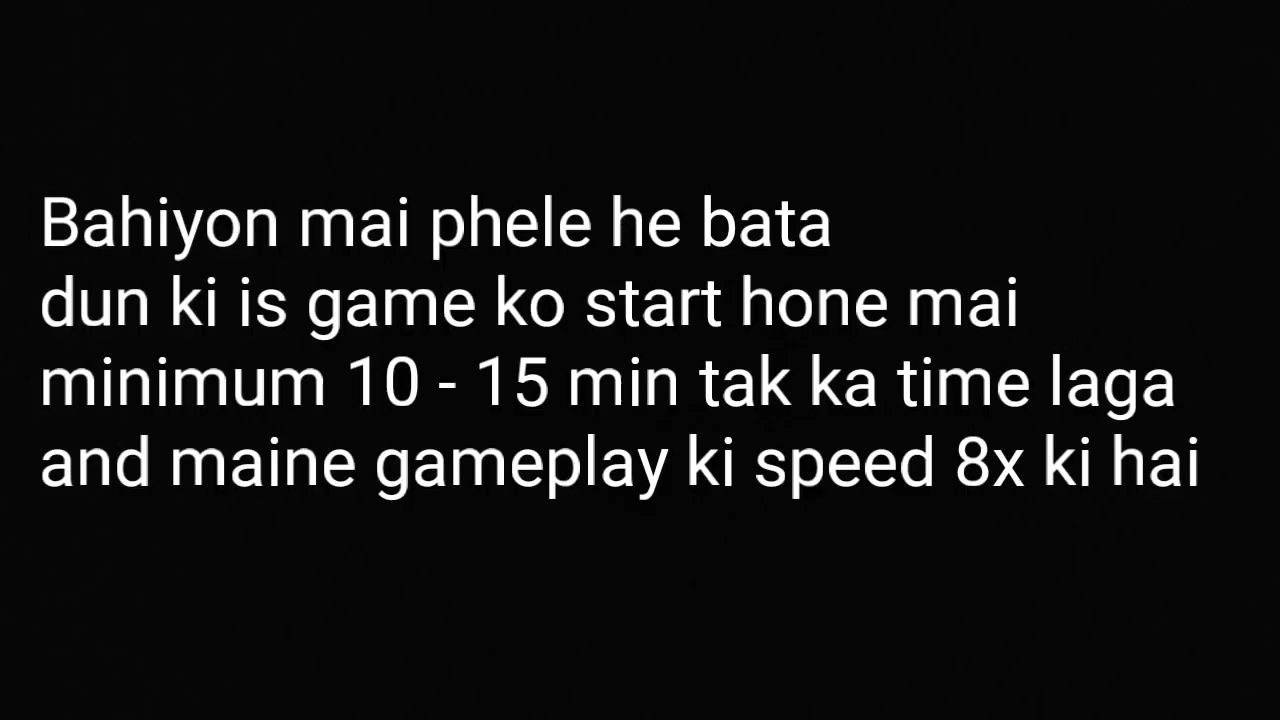 Bahiyon mai phele he bata
dun ki is game ko start hone mai
minimum 10 - 15 min tak ka time laga
and maine gameplay ki speed 8x ki hai